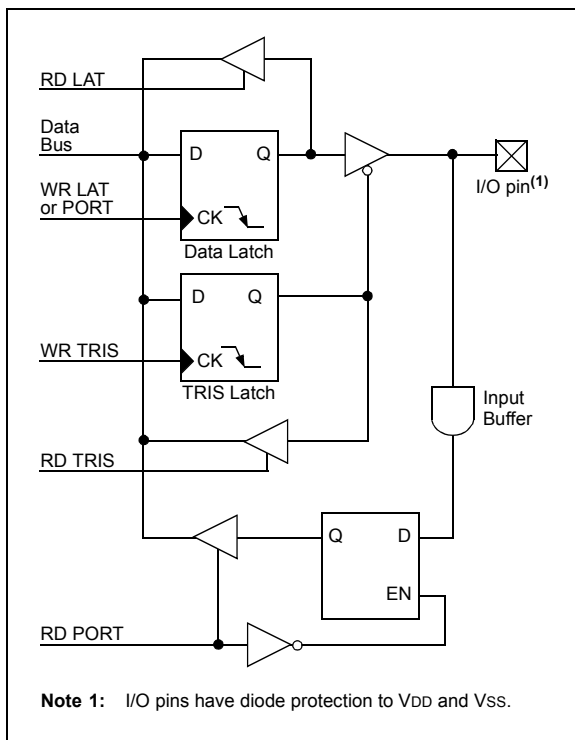 RD LAT
Data
Bus
D Q
WR LAT
or PORT
CK
Data Latch
I/O pin(1)
D Q
WR TRIS
CK
TRIS Latch
Input
Buffer
RD TRIS
Q D
EN
RD PORT
Note 1: I/O pins have diode protection to VDD and VSS.